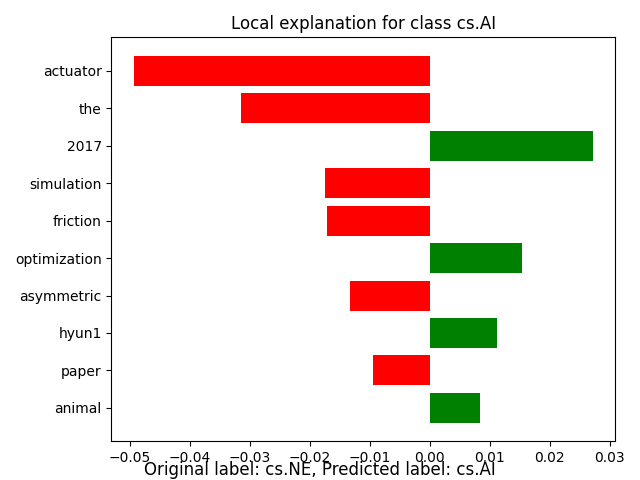 Local explanation for class cs.AI
actuator
the
2017
simulation
friction
optimization
asymmetric
hyun1
paper
animal
−0.05 −0.04 −0.03 −0.02 −0.01 0.00 0.01 0.02 0.03
Original label: cs.NE, Predicted label: cs.AI